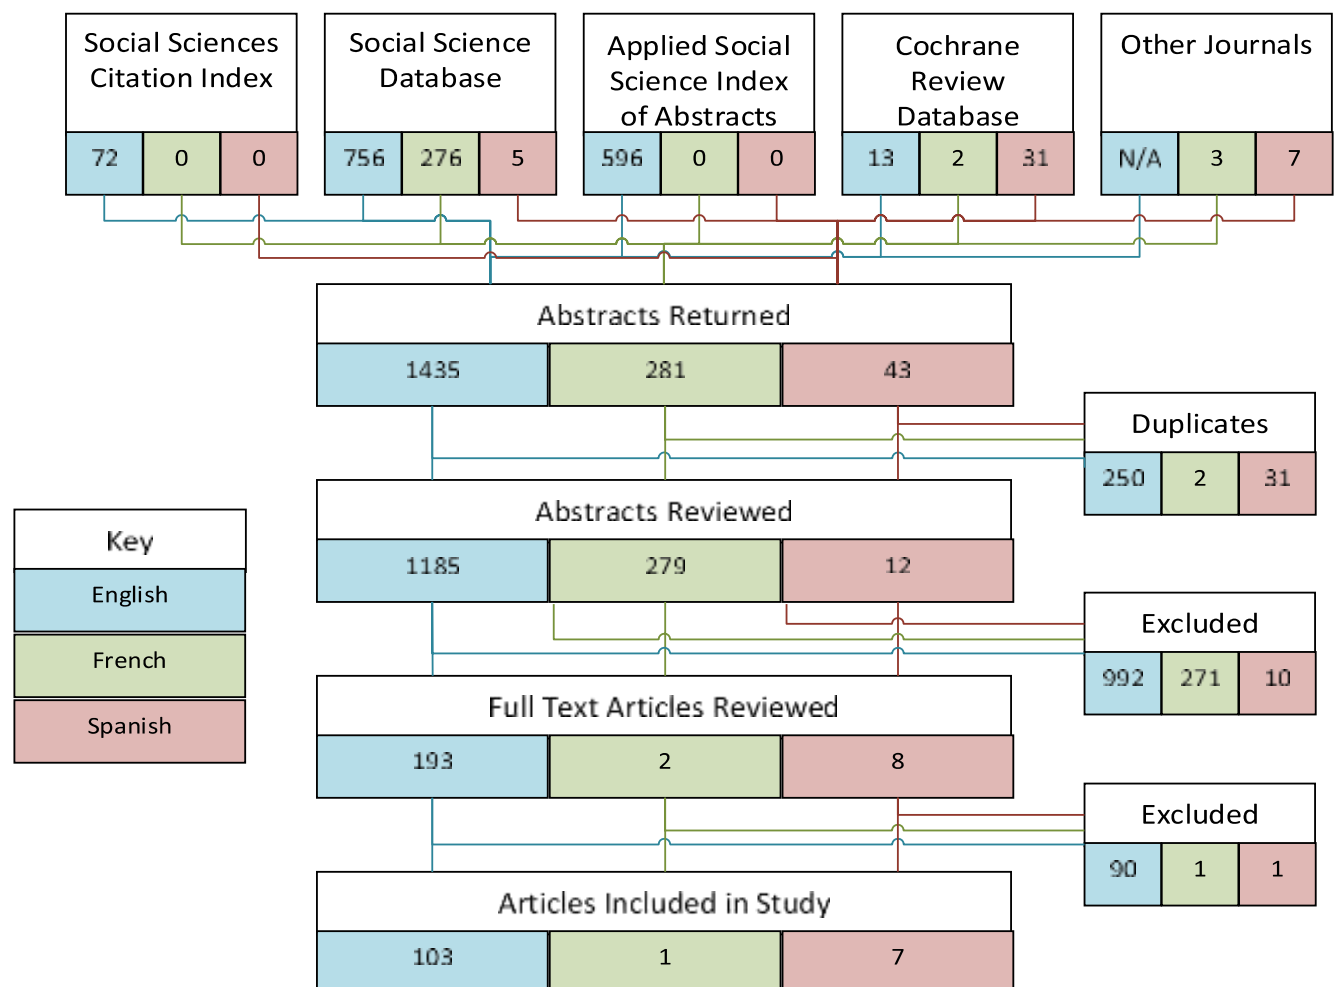 Social Sciences
Citation Index
72 0 0
Social Science
Database
756 276 5
Applied Social
Science Index
of Abstracts
596 0 0
Cochrane
Review
Database
13 2 31
Other Journals
N/A 3 7
Abstracts Returned
1435 281 43
Duplicates
250 2 31
Abstracts Reviewed
1185 279 12
Key
English
French
Spanish
Excluded
992 271 10
Full Text Articles Reviewed
193 2 8
Excluded
90 1 1
Articles Included in Study
103 1 7